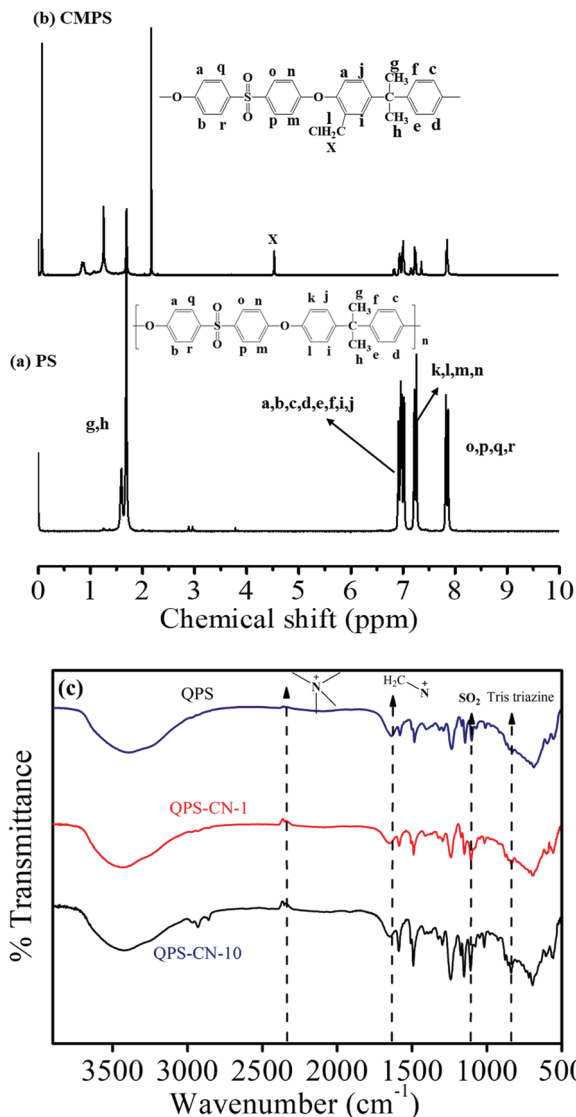 (b) CMPS
a q o n a j g CH₃ f c
O S O O C
O
b r p m l i CH₃ e d
ClH₂C h
X
X
a q o n k j g CH₃ f c
O S O O C n
O
b r p m l i CH₃ h e d
(a) PS
k,l,m,n
a,b,c,d,e,f,i,j
g,h
o,p,q,r
0 1 2 3 4 5 6 7 8 9 10
Chemical shift (ppm)
(c)
QPS
N⁺
H₂C N⁺
SO₂ Tris triazine
QPS-CN-1
QPS-CN-10
% Transmittance
3500 3000 2500 2000 1500 1000 500
Wavenumber (cm⁻¹)